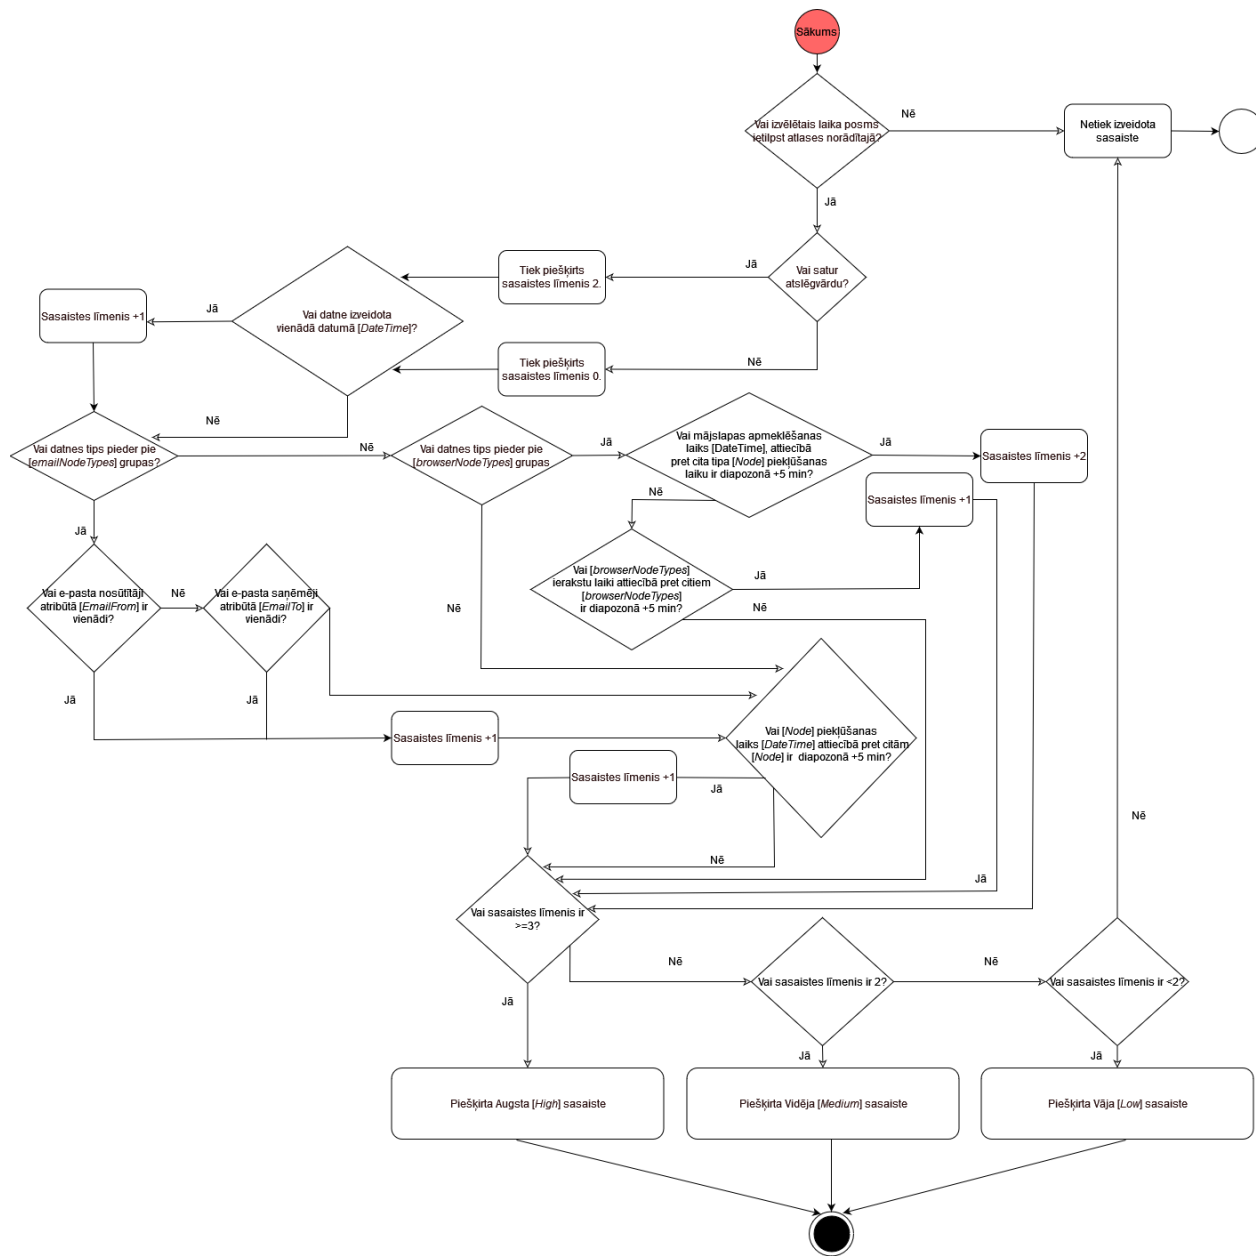 Sākums
Vai izvēlētais laika posms
ietilpst atlases norādītajā?
Nē
Netiek izveidota
sasaiste
Jā
Vai satur
atslēgvārdu?
Jā
Tiek piešķirts
sasaistes līmenis 2.
Nē
Tiek piešķirts
sasaistes līmenis 0.
Vai datne izveidota
vienādā datumā [DateTime]?
Jā
Sasaistes līmenis +1
Nē
Vai datnes tips pieder pie
[emailNodeTypes] grupas?
Nē
Vai datnes tips pieder pie
[browserNodeTypes] grupas
Jā
Vai mājslapas apmeklēšanas
laiks [DateTime], attiecībā
pret cita tipa [Node] piekļūšanas
laiku ir diapozonā +5 min?
Jā
Sasaistes līmenis +2
Nē
Sasaistes līmenis +1
Vai [browserNodeTypes]
ierakstu laiki attiecībā pret citiem
[browserNodeTypes]
ir diapozonā +5 min?
Jā
Nē
Jā
Vai e-pasta nosūtītāji
atribūtā [EmailFrom] ir
vienādi?
Nē
Vai e-pasta saņēmēji
atribūtā [EmailTo] ir
vienādi?
Nē
Jā
Jā
Sasaistes līmenis +1
Vai [Node] piekļūšanas
laiks [DateTime] attiecībā pret citām
[Node] ir diapozonā +5 min?
Sasaistes līmenis +1
Jā
Nē
Nē
Jā
Vai sasaistes līmenis ir
>=3?
Nē
Vai sasaistes līmenis ir 2?
Nē
Vai sasaistes līmenis ir <2?
Jā
Jā
Jā
Piešķirta Augsta [High] sasaiste
Piešķirta Vidēja [Medium] sasaiste
Piešķirta Vāja [Low] sasaiste